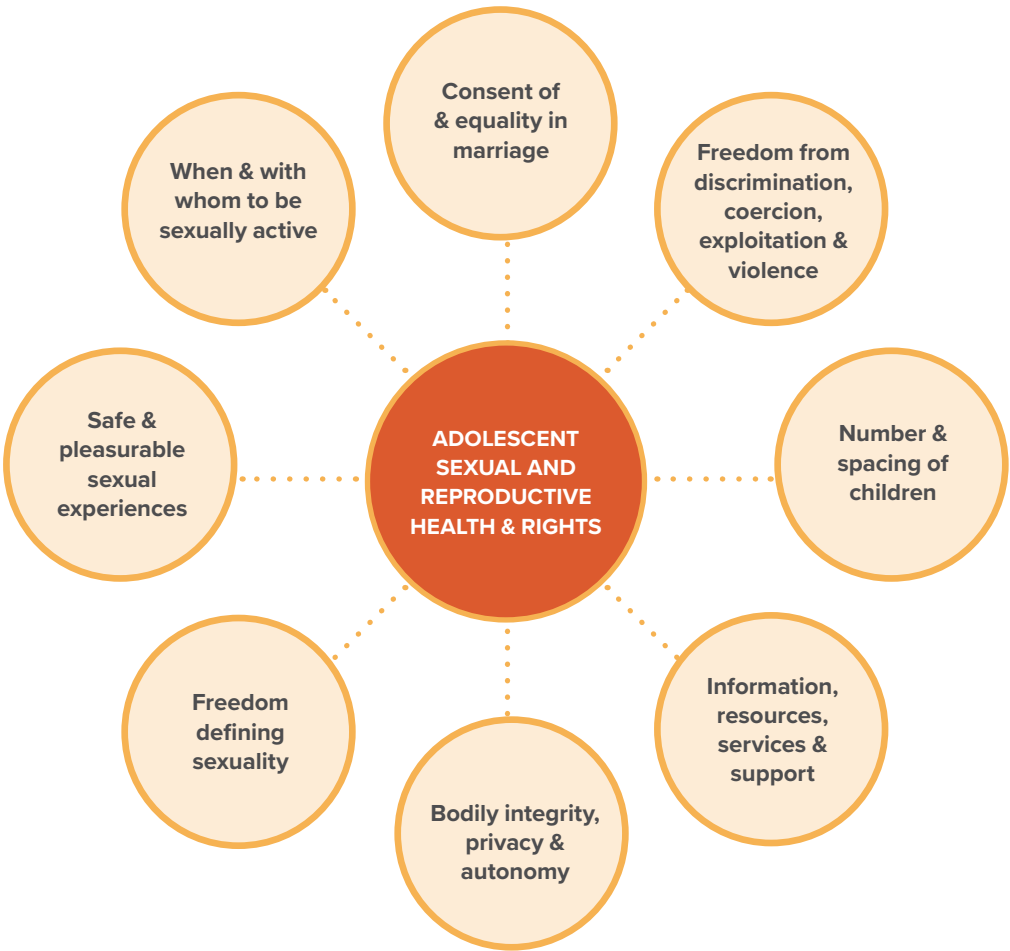 Consent of
& equality in
marriage
Freedom from
discrimination,
coercion,
exploitation &
violence
Number &
spacing of
children
Information,
resources,
services &
support
Bodily integrity,
privacy &
autonomy
Freedom
defining
sexuality
Safe &
pleasurable
sexual
experiences
When & with
whom to be
sexually active
ADOLESCENT
SEXUAL AND
REPRODUCTIVE
HEALTH & RIGHTS